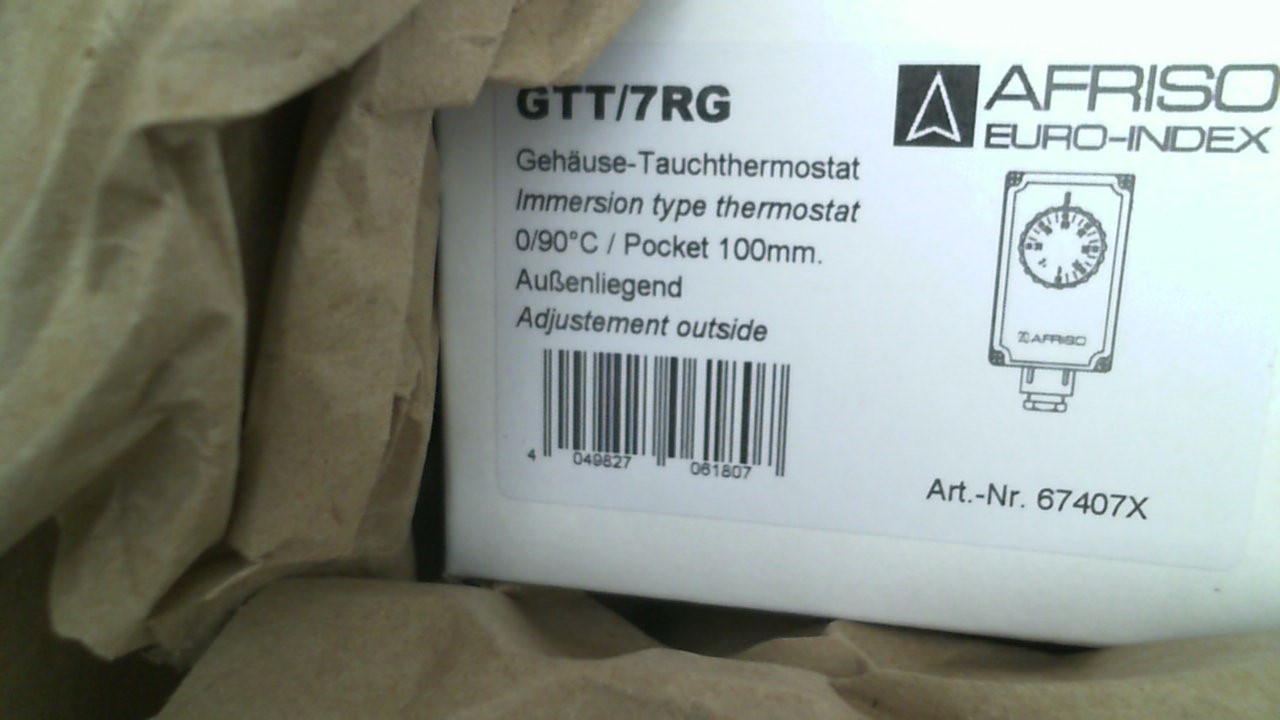 GTT/7RG
AFRISO
EURO-INDEX
Gehäuse-Tauchthermostat
Immersion type thermostat
0/90°C / Pocket 100mm.
Außenliegend
Adjustement outside
AFRISO
4 049827 061807
Art.-Nr. 67407X